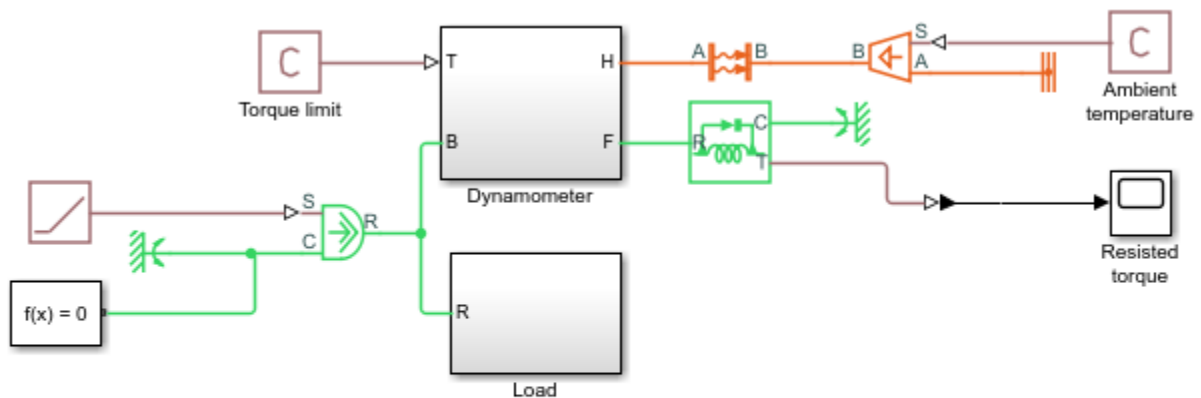 C
Torque limit
T
H
B
F
Dynamometer
A
B
B
S
A
C
Ambient
temperature
R
C
T
S
C
R
f(x) = 0
R
Load
Resisted
torque